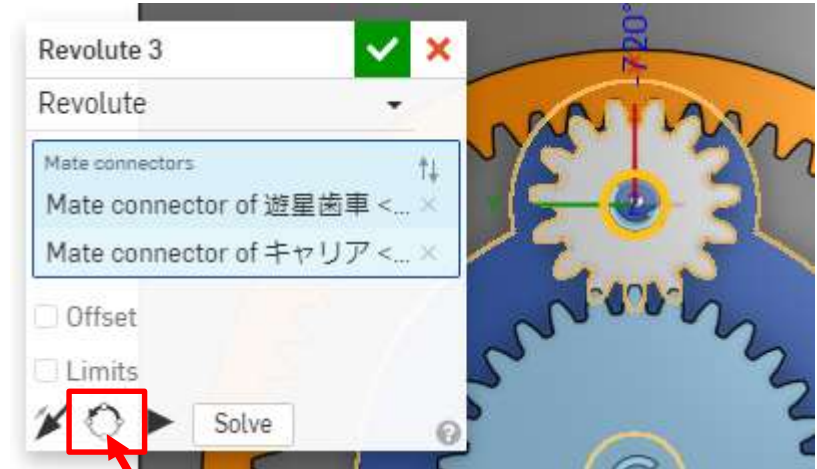 Revolute 3
Revolute
Mate connectors
Mate connector of 遊星歯車 <...
Mate connector of キャリア <...
Offset
Limits
Solve
-720°